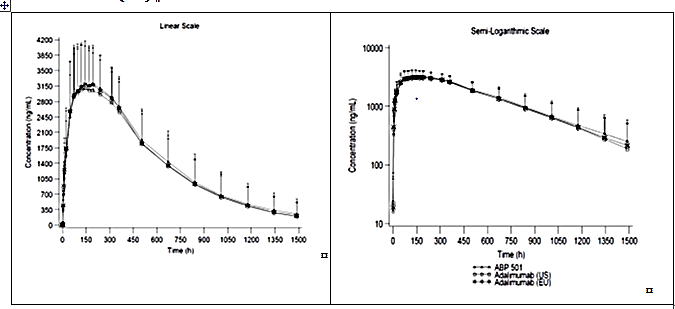 Linear Scale
4200
3850
3500
3150
2800
2450
2100
1750
1400
1050
700
350
0
Concentration (ng/mL)
0 150 300 450 600 750 900 1050 1200 1350 1500
Time (h)
Semi-Logarithmic Scale
10000
1000
100
10
Concentration (ng/mL)
0 150 300 450 600 750 900 1050 1200 1350 1500
Time (h)
ABP 501
Adalimumab (US)
Adalimumab (EU)